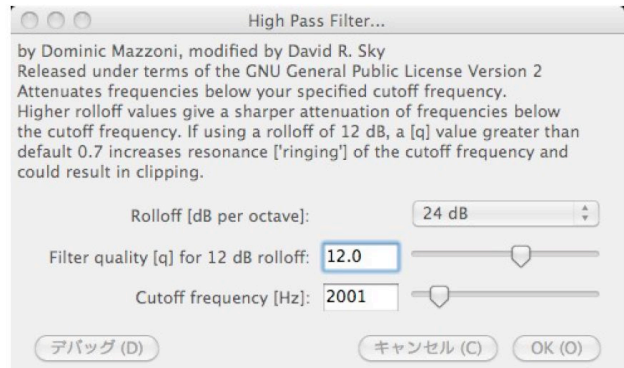 High Pass Filter...
by Dominic Mazzoni, modified by David R. Sky
Released under terms of the GNU General Public License Version 2
Attenuates frequencies below your specified cutoff frequency.
Higher rolloff values give a sharper attenuation of frequencies below
the cutoff frequency. If using a rolloff of 12 dB, a [q] value greater than
default 0.7 increases resonance ['ringing'] of the cutoff frequency and
could result in clipping.
Rolloff [dB per octave]: 24 dB
Filter quality [q] for 12 dB rolloff: 12.0
Cutoff frequency [Hz]: 2001
デバッグ (D) キャンセル (C) OK (O)